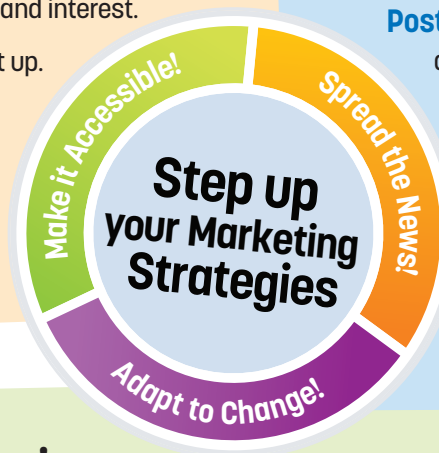 and interest.
t up.
Post
Make it Accessible!
Spread the News!
Step up
your Marketing
Strategies
Adapt to Change!